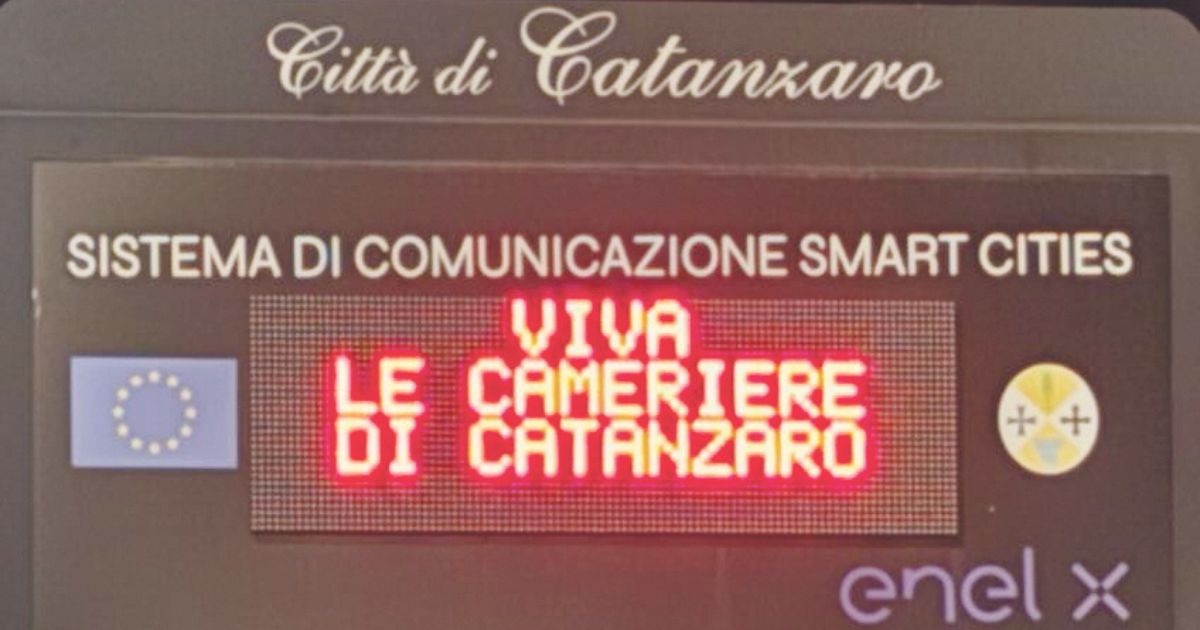 Città di Catanzaro
SISTEMA DI COMUNICAZIONE SMART CITIES
VIVA
LE CAMERIERE
DI CATANZARO
enel x